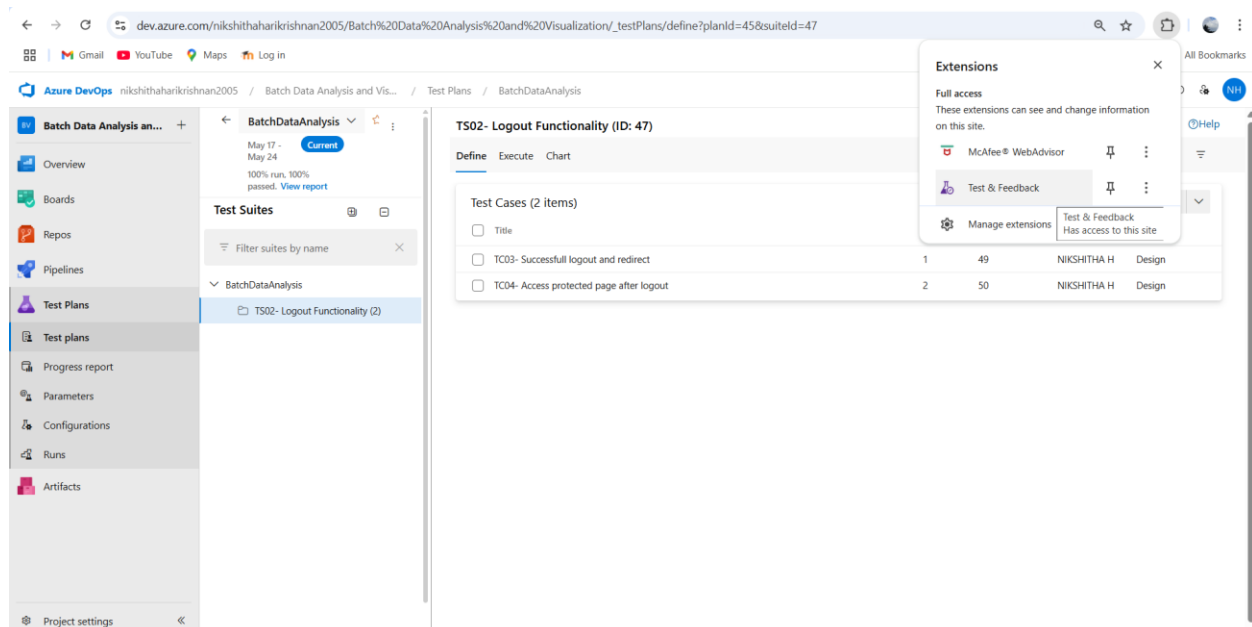 dev.azure.com/nikshithaharikrishnan2005/Batch%20Data%20Analysis%20and%20Visualization/_testPlans/define?planId=45&suiteId=47
Gmail YouTube Maps Log in All Bookmarks
Azure DevOps nikshithaharikrishnan2005 / Batch Data Analysis and Vis... / Test Plans / BatchDataAnalysis NH
BV Batch Data Analysis an... +
Overview
Boards
Repos
Pipelines
Test Plans
Test plans
Progress report
Parameters
Configurations
Runs
Artifacts
Project settings
BatchDataAnalysis
May 17 -
May 24
Current
100% run, 100%
passed. View report
Test Suites
Filter suites by name
BatchDataAnalysis
TS02- Logout Functionality (2)
TS02- Logout Functionality (ID: 47)
Help
Define Execute Chart
Test Cases (2 items)
Title
TC03- Successfull logout and redirect 1 49 NIKSHITHA H Design
TC04- Access protected page after logout 2 50 NIKSHITHA H Design
Extensions
Full access
These extensions can see and change information
on this site.
McAfee® WebAdvisor
Test & Feedback
Manage extensions
Test & Feedback
Has access to this site